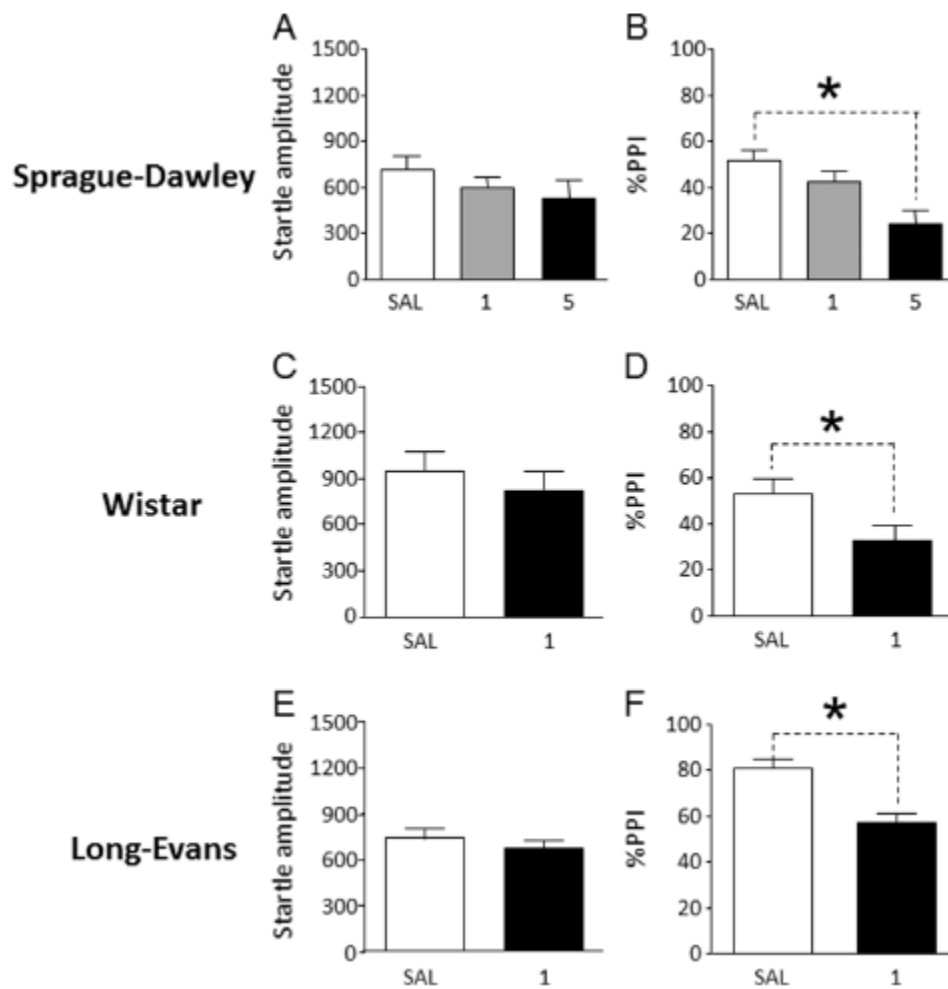 A
1500
1200
900
600
300
0
Startle amplitude
SAL 1 5
B
100
80
60
40
20
0
%PPI
*
SAL 1 5
Sprague-Dawley
C
1500
1200
900
600
300
0
Startle amplitude
SAL 1
D
100
80
60
40
20
0
%PPI
*
SAL 1
Wistar
E
1500
1200
900
600
300
0
Startle amplitude
SAL 1
F
100
80
60
40
20
0
%PPI
*
SAL 1
Long-Evans